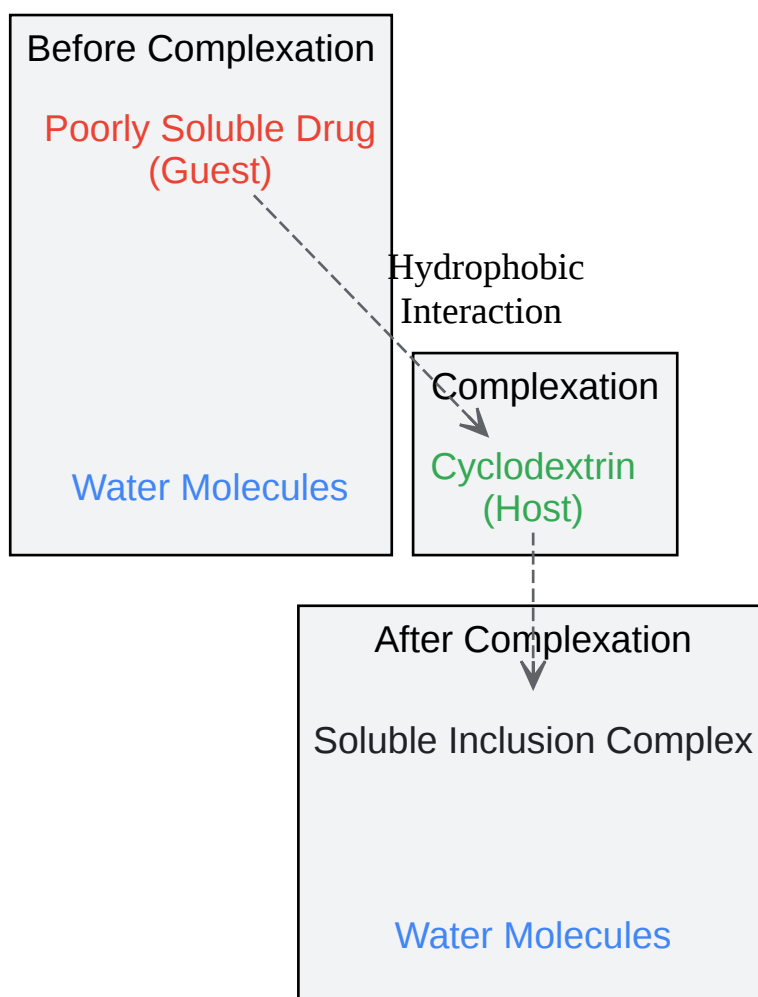 Before Complexation
Poorly Soluble Drug
(Guest)
Hydrophobic
Interaction
Complexation
Cyclodextrin
(Host)
Water Molecules
After Complexation
Soluble Inclusion Complex
Water Molecules